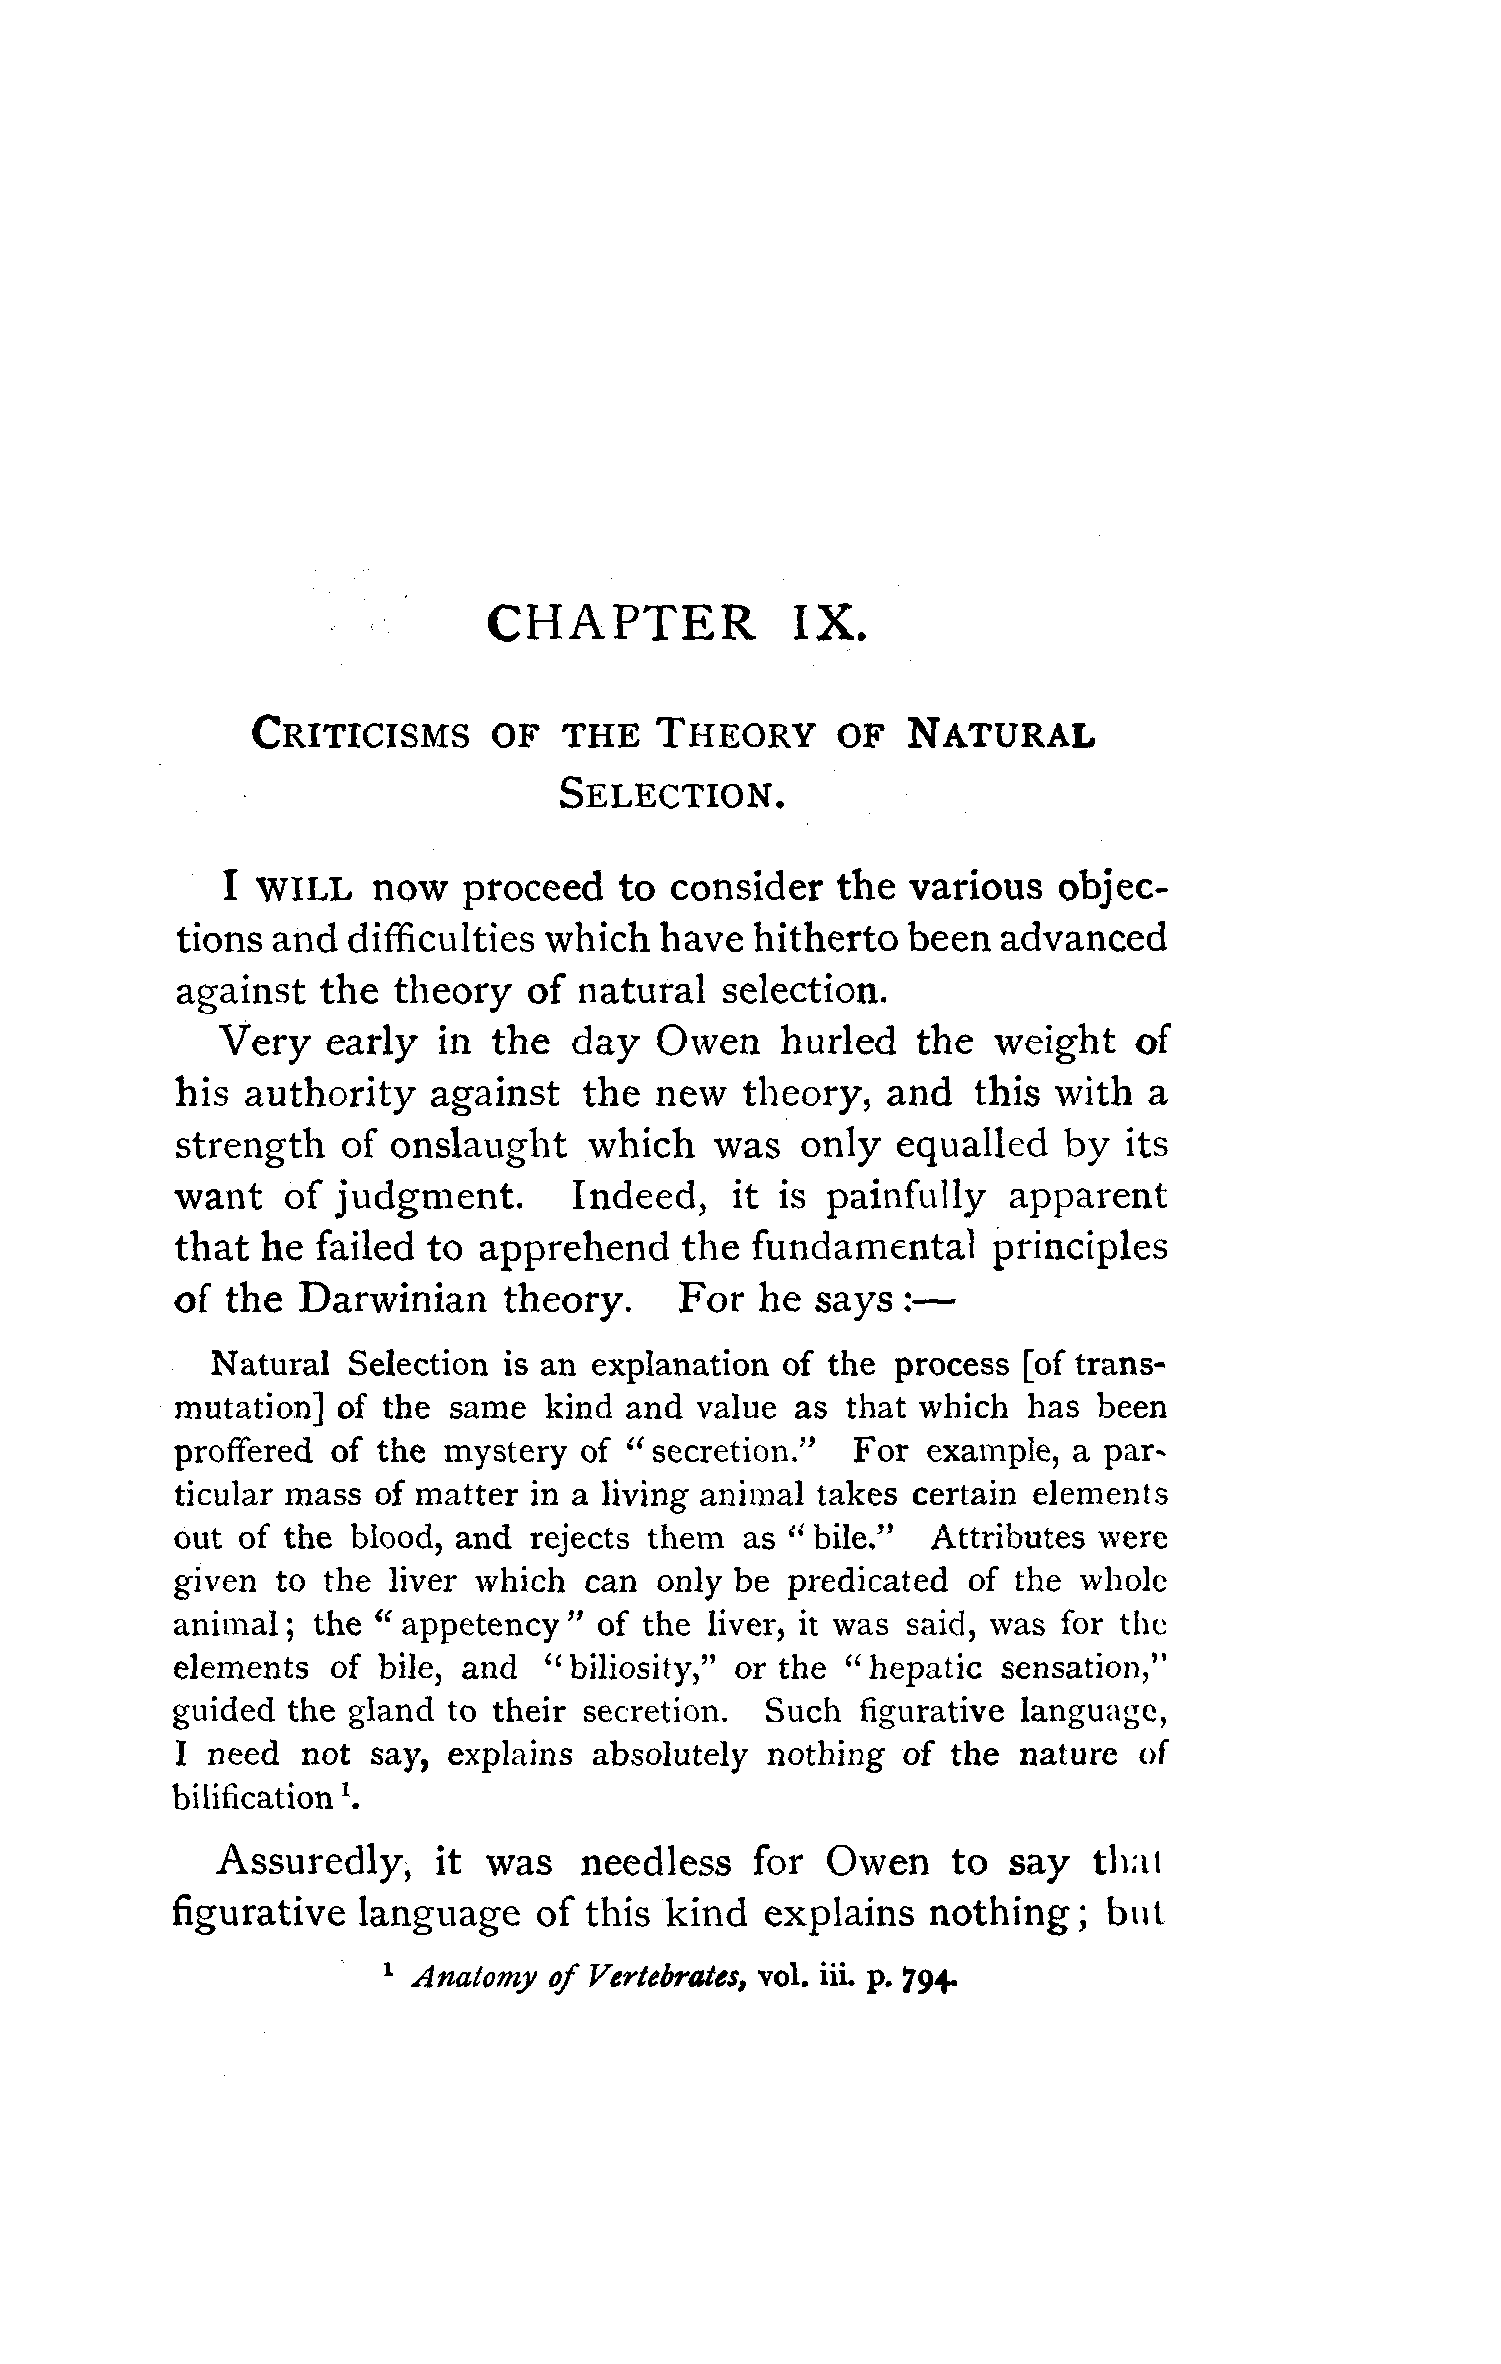 CHAPTER IX.
CRITICISMS OF THE THEORY OF NATURAL
SELECTION.
I WILL now proceed to consider the various objec-
tions and difficulties which have hitherto been advanced
against the theory of natural selection.
Very early in the day Owen hurled the weight of
his authority against the new theory, and this with a
strength of onslaught which was only equalled by its
want of judgment. Indeed, it is painfully apparent
that he failed to apprehend the fundamental principles
of the Darwinian theory. For he says :—
Natural Selection is an explanation of the process [of trans-
mutation] of the same kind and value as that which has been
proffered of the mystery of "secretion." For example, a par-
ticular mass of matter in a living animal takes certain elements
out of the blood, and rejects them as "bile." Attributes were
given to the liver which can only be predicated of the whole
animal; the "appetency" of the liver, it was said, was for the
elements of bile, and "biliosity," or the "hepatic sensation,"
guided the gland to their secretion. Such figurative language,
I need not say, explains absolutely nothing of the nature of
bilification ¹.
Assuredly, it was needless for Owen to say that
figurative language of this kind explains nothing; but
¹ Anatomy of Vertebrates, vol. iii. p. 794.